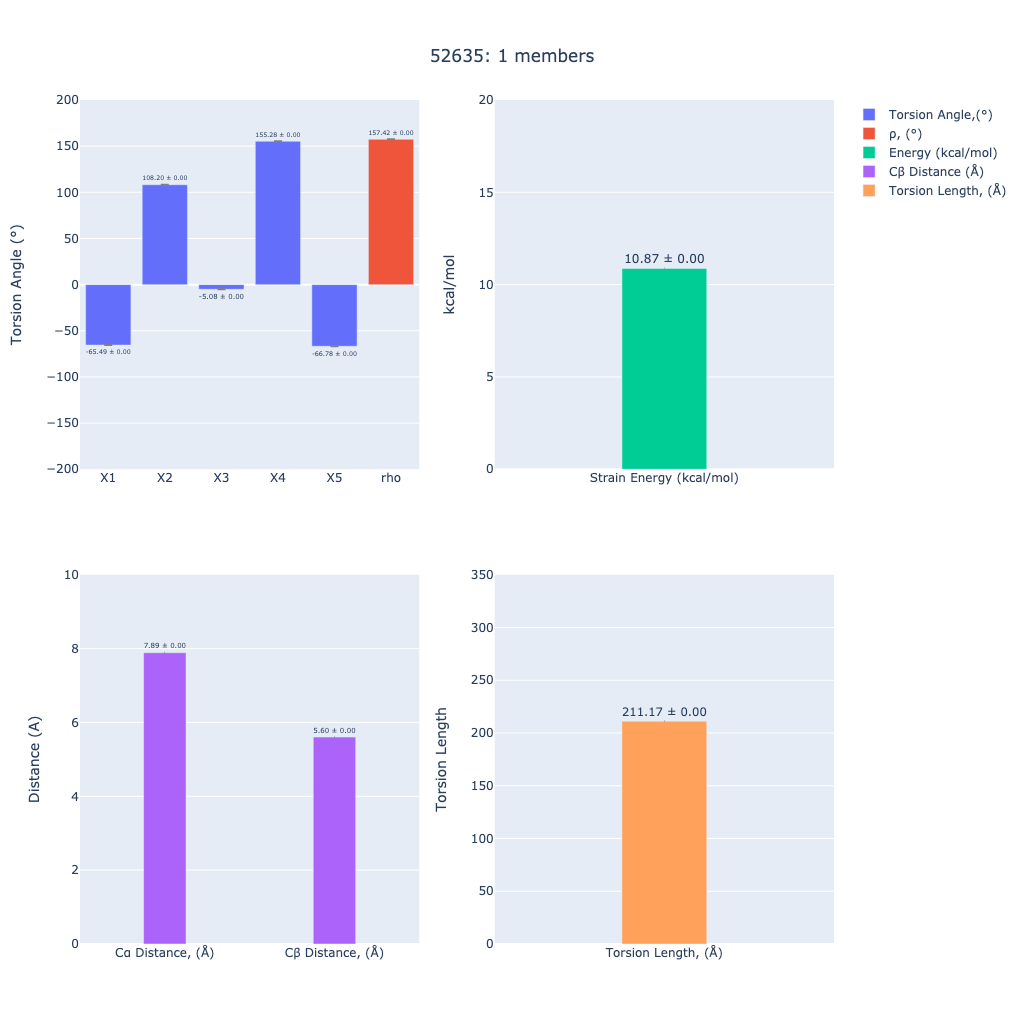 52635: 1 members
200
150
100
50
0
−50
−100
−150
−200
Torsion Angle (°)
155.28 ± 0.00
157.42 ± 0.00
108.20 ± 0.00
-5.08 ± 0.00
-65.49 ± 0.00
-66.78 ± 0.00
X1 X2 X3 X4 X5 rho
20
15
10
5
0
kcal/mol
10.87 ± 0.00
Strain Energy (kcal/mol)
Torsion Angle,(°)
ρ, (°)
Energy (kcal/mol)
Cβ Distance (Å)
Torsion Length, (Å)
10
8
6
4
2
0
Distance (A)
7.89 ± 0.00
5.60 ± 0.00
Cα Distance, (Å) Cβ Distance, (Å)
350
300
250
200
150
100
50
0
Torsion Length
211.17 ± 0.00
Torsion Length, (Å)